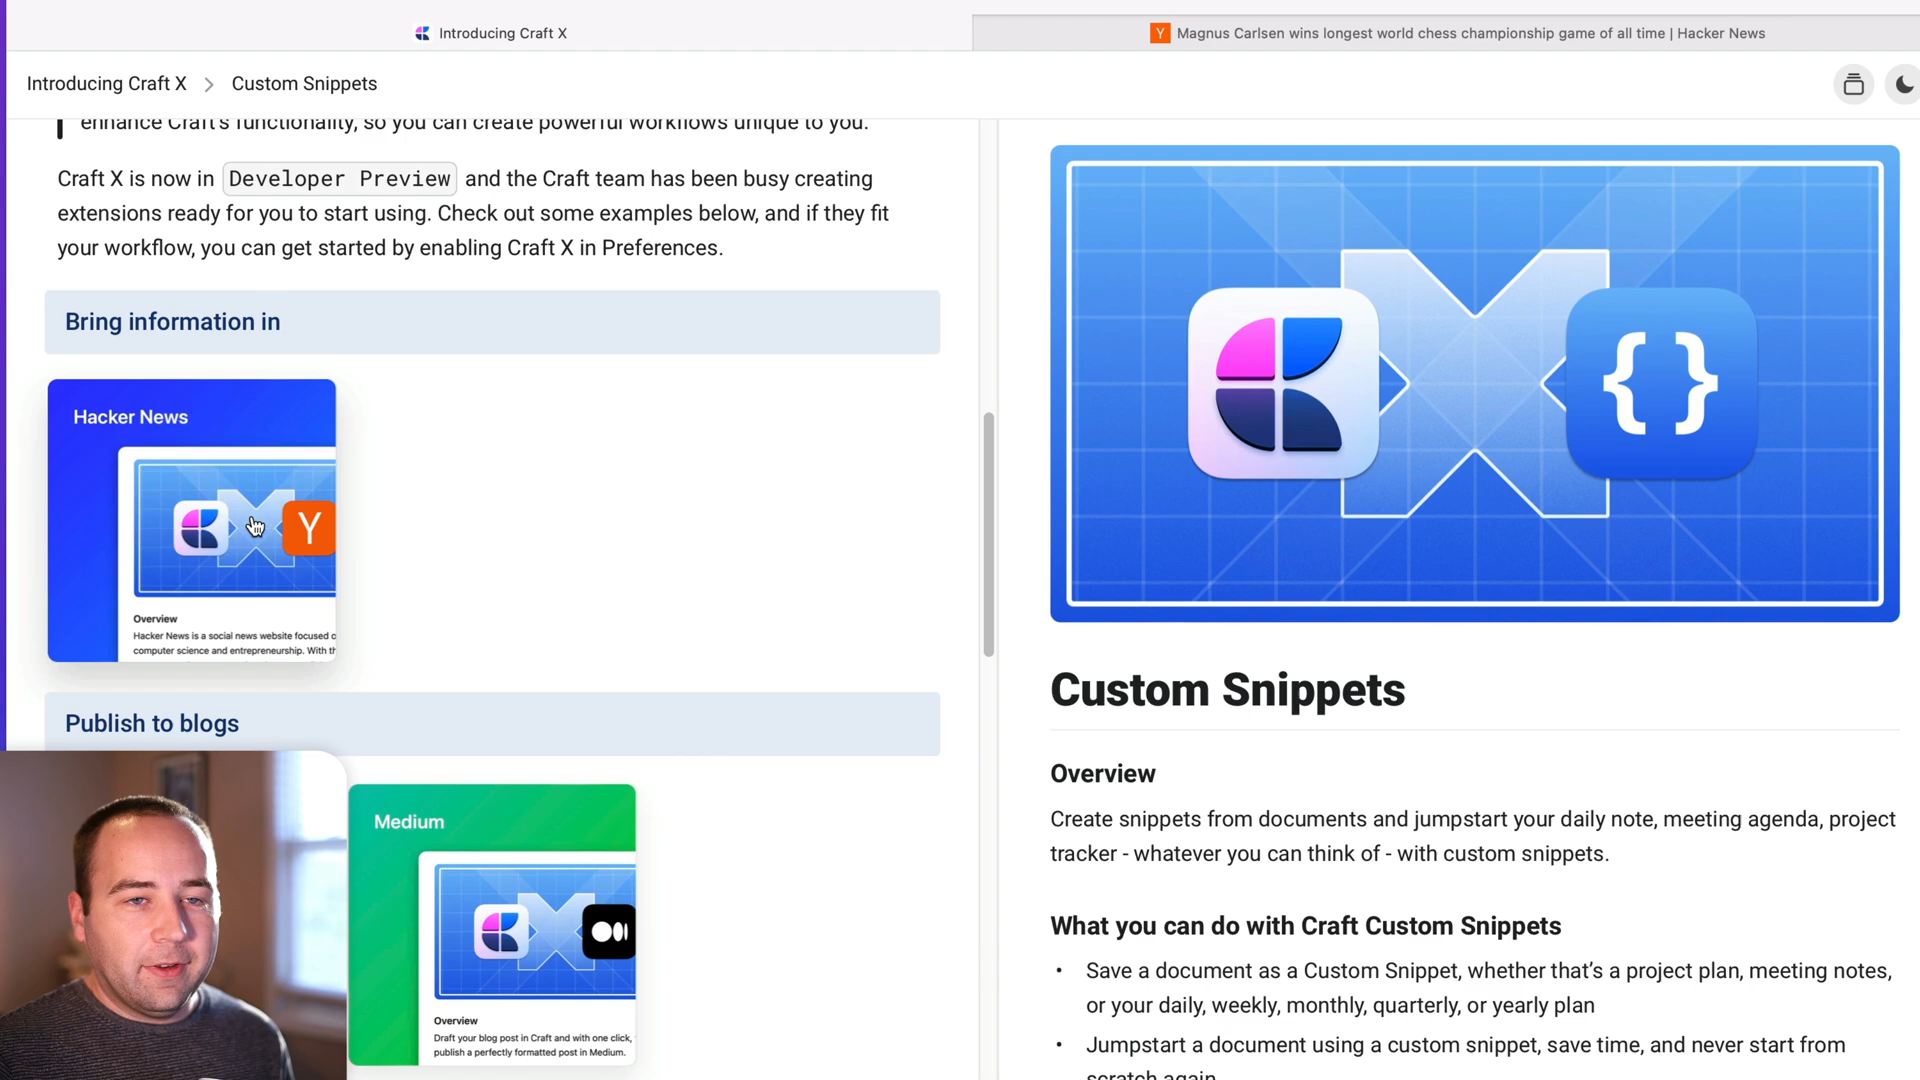 Introducing Craft X
Magnus Carlsen wins longest world chess championship game of all time | Hacker News
Introducing Craft X > Custom Snippets
enhance Craft's functionality, so you can create powerful workflows unique to you.
Craft X is now in Developer Preview and the Craft team has been busy creating
extensions ready for you to start using. Check out some examples below, and if they fit
your workflow, you can get started by enabling Craft X in Preferences.
Bring information in
Hacker News
Y
Overview
Hacker News is a social news website focused
computer science and entrepreneurship.
Publish to blogs
Medium
Overview
Draft your blog post in Craft and with one click,
publish a perfectly formatted post in Medium.
{}
Custom Snippets
Overview
Create snippets from documents and jumpstart your daily note, meeting agenda, project
tracker - whatever you can think of - with custom snippets.
What you can do with Craft Custom Snippets
• Save a document as a Custom Snippet, whether that's a project plan, meeting notes,
or your daily, weekly, monthly, quarterly, or yearly plan
• Jumpstart a document using a custom snippet, save time, and never start from
scratch again